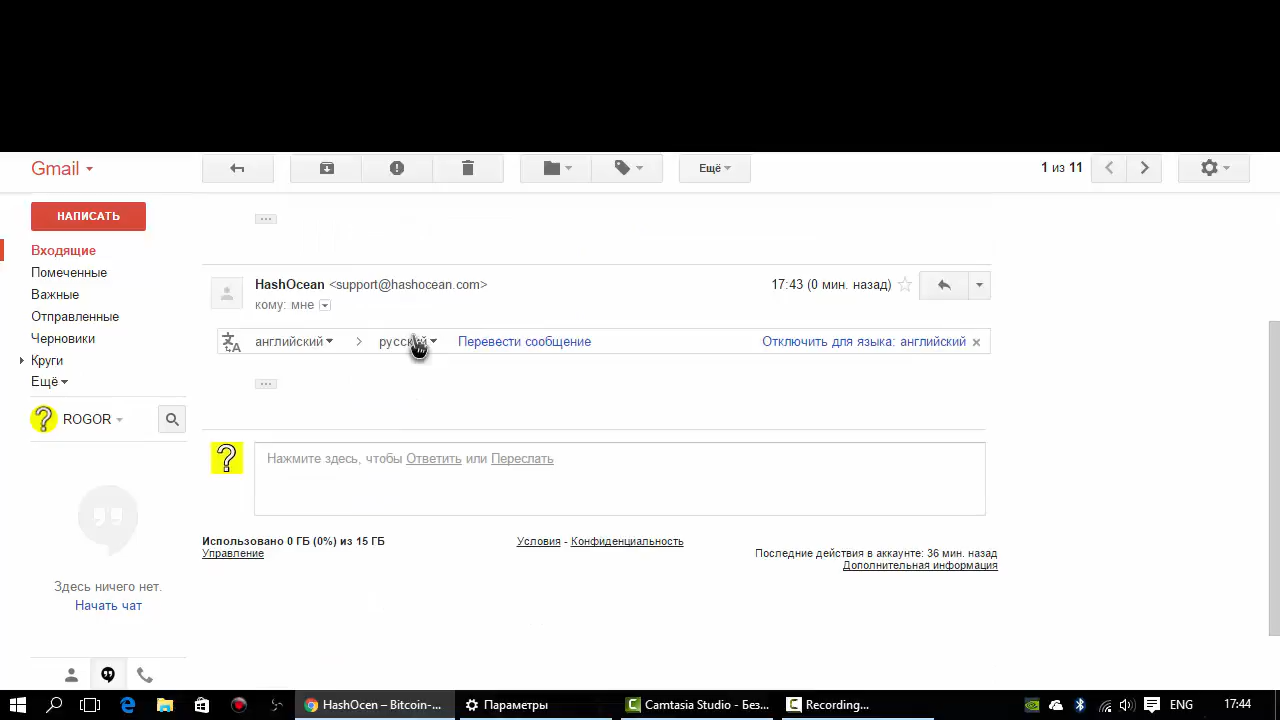 Gmail
Ещё
1 из 11
НАПИСАТЬ
Входящие
Помеченные
Важные
Отправленные
Черновики
Круги
Ещё
ROGOR
Здесь ничего нет.
Начать чат
HashOcean <support@hashocean.com>
17:43 (0 мин. назад)
кому: мне
английский > русский Перевести сообщение Отключить для языка: английский
Нажмите здесь, чтобы Ответить или Переслать
Использовано 0 ГБ (0%) из 15 ГБ
Управление
Условия - Конфиденциальность
Последние действия в аккаунте: 36 мин. назад
Дополнительная информация
HashOcen – Bitcoin-...
Параметры
Camtasia Studio - Без...
Recording...
ENG
17:44